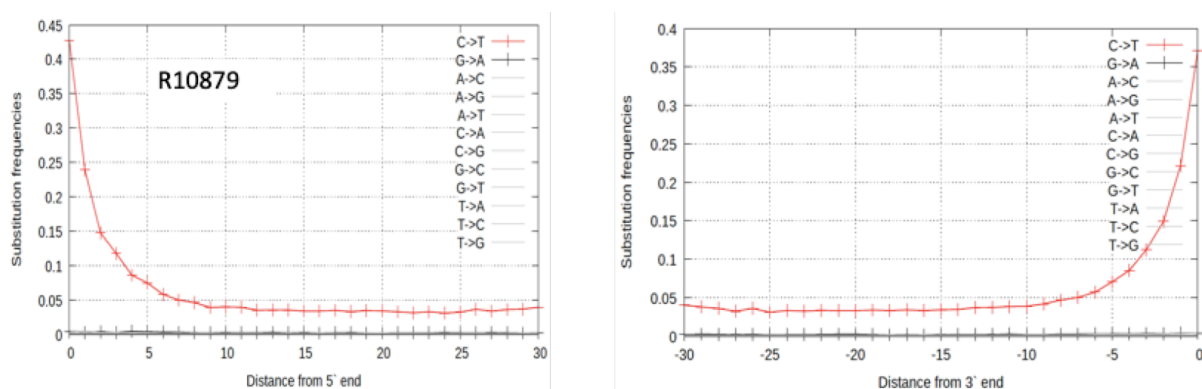 R10879
Substitution frequencies
0.45
0.4
0.35
0.3
0.25
0.2
0.15
0.1
0.05
0
0 5 10 15 20 25 30
Distance from 5` end
C->T
G->A
A->C
A->G
A->T
C->A
C->G
G->C
G->T
T->A
T->C
T->G
Substitution frequencies
0.4
0.35
0.3
0.25
0.2
0.15
0.1
0.05
0
-30 -25 -20 -15 -10 -5 0
Distance from 3` end
C->T
G->A
A->C
A->G
A->T
C->A
C->G
G->C
G->T
T->A
T->C
T->G